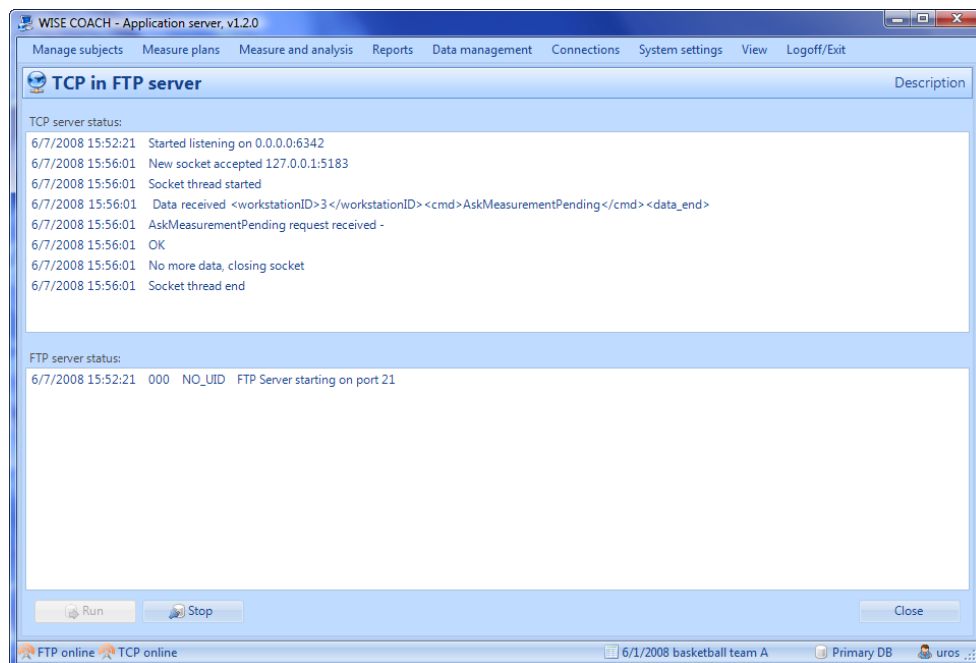 WISE COACH - Application server, v1.2.0
Manage subjects Measure plans Measure and analysis Reports Data management Connections System settings View Logoff/Exit
TCP in FTP server Description
TCP server status:
6/7/2008 15:52:21 Started listening on 0.0.0.0:6342
6/7/2008 15:56:01 New socket accepted 127.0.0.1:5183
6/7/2008 15:56:01 Socket thread started
6/7/2008 15:56:01 Data received <workstationID>3</workstationID><cmd>AskMeasurementPending</cmd><data_end>
6/7/2008 15:56:01 AskMeasurementPending request received -
6/7/2008 15:56:01 OK
6/7/2008 15:56:01 No more data, closing socket
6/7/2008 15:56:01 Socket thread end
FTP server status:
6/7/2008 15:52:21 000 NO_UID FTP Server starting on port 21
Run Stop Close
FTP online TCP online 6/1/2008 basketball team A Primary DB uros